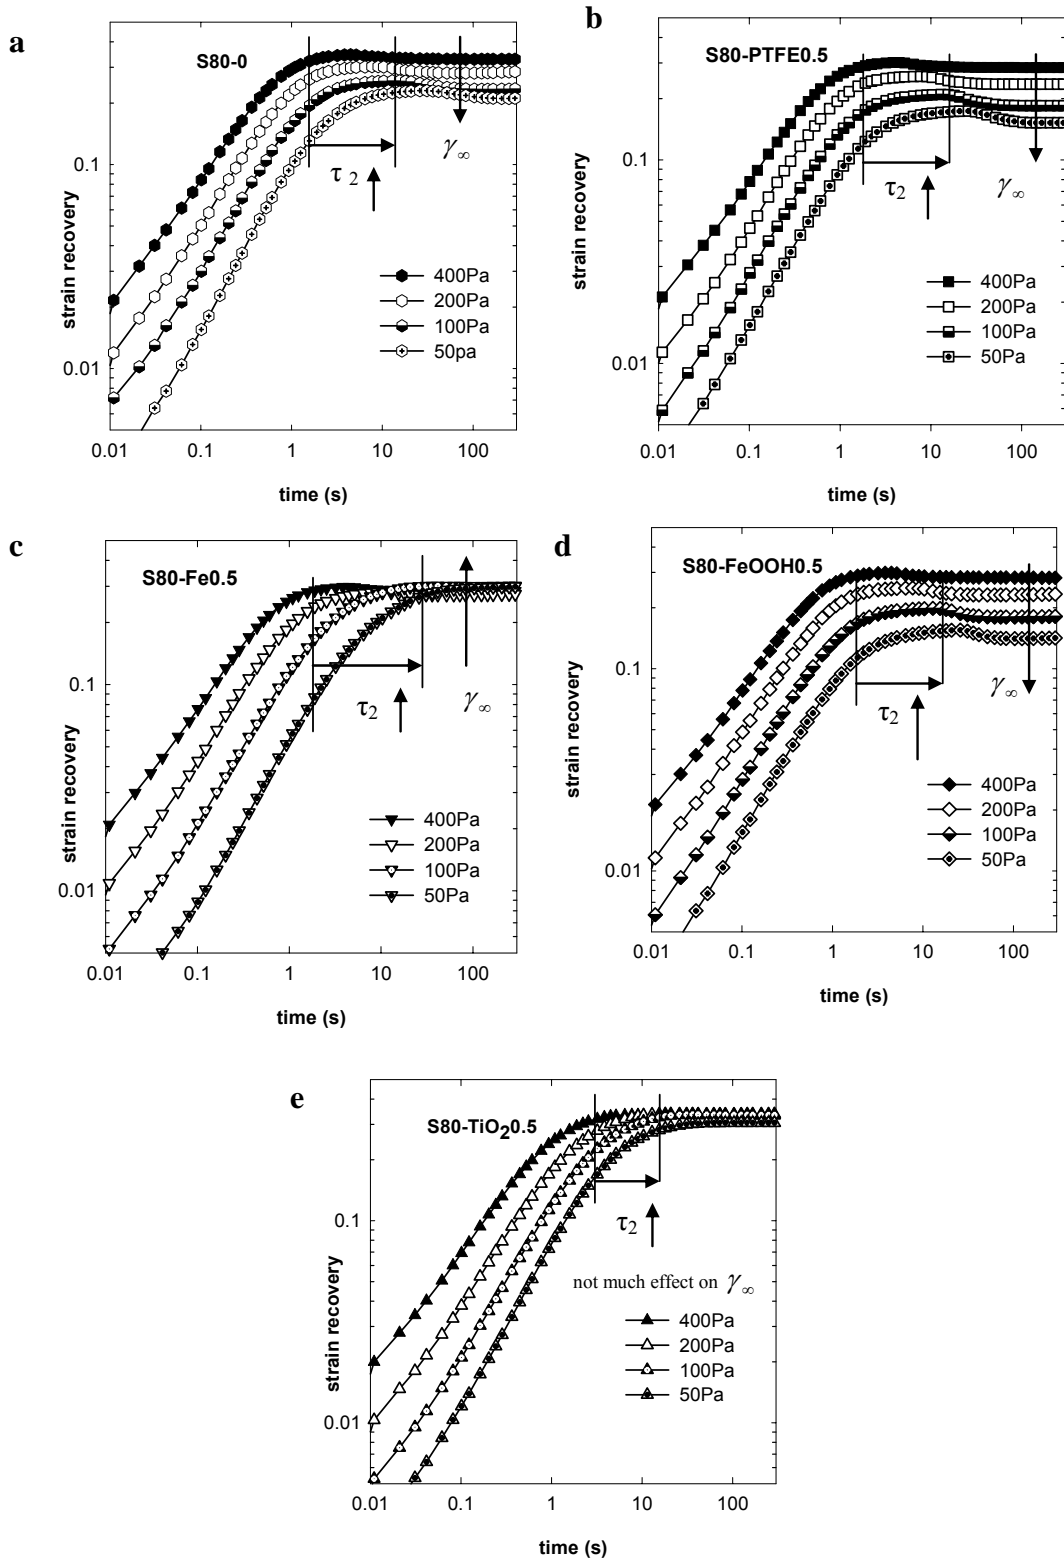 a
S80-0
0.1
0.01
strain recovery
τ 2
γ∞
400Pa
200Pa
100Pa
50pa
0.01 0.1 1 10 100
time (s)
b
S80-PTFE0.5
0.1
0.01
strain recovery
τ2
γ∞
400Pa
200Pa
100Pa
50Pa
0.01 0.1 1 10 100
time (s)
c
S80-Fe0.5
0.1
0.01
strain recovery
τ2
γ∞
400Pa
200Pa
100Pa
50Pa
0.01 0.1 1 10 100
time (s)
d
S80-FeOOH0.5
0.1
0.01
strain recovery
τ2
γ∞
400Pa
200Pa
100Pa
50Pa
0.01 0.1 1 10 100
time (s)
e
S80-TiO20.5
0.1
0.01
strain recovery
τ2
not much effect on γ∞
400Pa
200Pa
100Pa
50Pa
0.01 0.1 1 10 100
time (s)